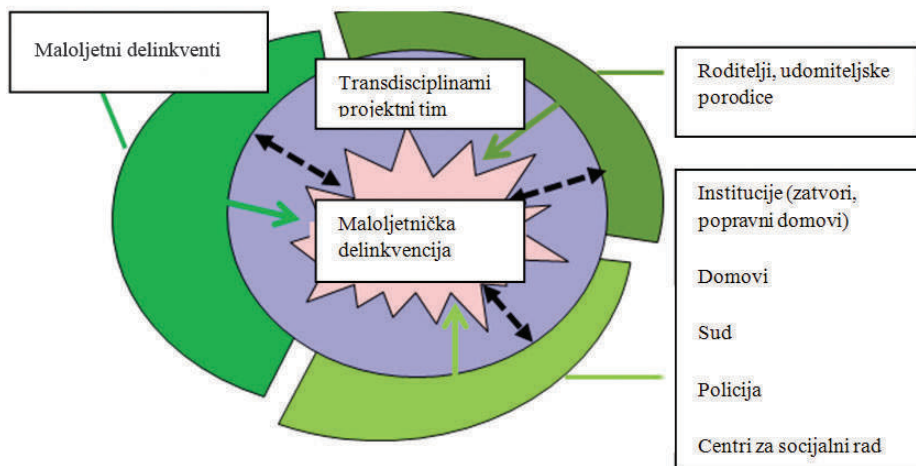 Maloljetni delinkventi
Transdisciplinarni
projektni tim
Roditelji, udomiteljske
porodice
Maloljetnička
delinkvencija
Institucije (zatvori,
popravni domovi)
Domovi
Sud
Policija
Centri za socijalni rad